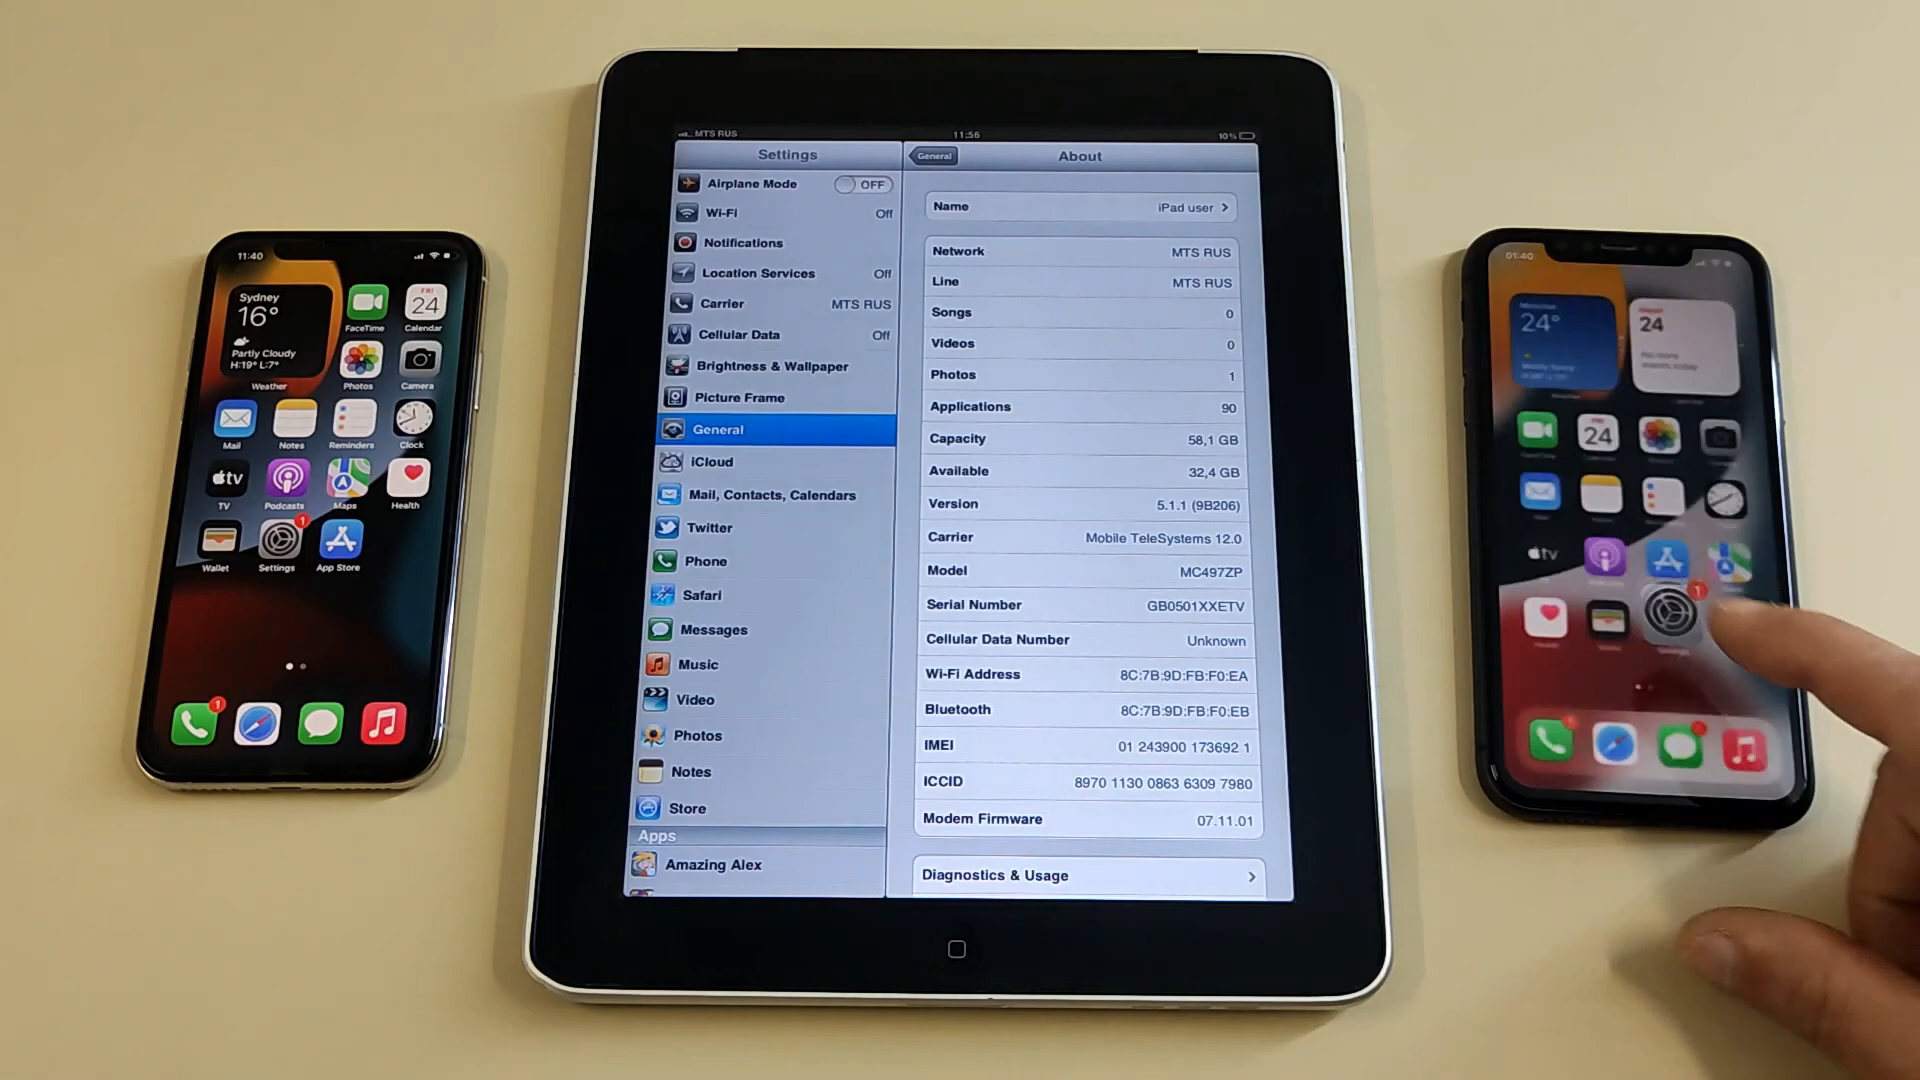 11:40
Sydney
16°
Partly Cloudy
H:19° L:7°
Weather
FaceTime
FRI
24
Calendar
Photos
Camera
Mail
Notes
Reminders
Clock
tv
TV
Podcasts
Maps
Health
1
Wallet
Settings
App Store
1
MTS RUS
11:56
10%
Settings
Airplane Mode OFF
Wi-Fi Off
Notifications
Location Services Off
Carrier MTS RUS
Cellular Data Off
Brightness & Wallpaper
Picture Frame
General
iCloud
Mail, Contacts, Calendars
Twitter
Phone
Safari
Messages
Music
Video
Photos
Notes
Store
Apps
Amazing Alex
General
About
Name iPad user
Network MTS RUS
Line MTS RUS
Songs 0
Videos 0
Photos 1
Applications 90
Capacity 58,1 GB
Available 32,4 GB
Version 5.1.1 (9B206)
Carrier Mobile TeleSystems 12.0
Model MC497ZP
Serial Number GB0501XXETV
Cellular Data Number Unknown
Wi-Fi Address 8C:7B:9D:FB:F0:EA
Bluetooth 8C:7B:9D:FB:F0:EB
IMEI 01 243900 173692 1
ICCID 8970 1130 0863 6309 7980
Modem Firmware 07.11.01
Diagnostics & Usage
01:40
24°
24
24
tv
1